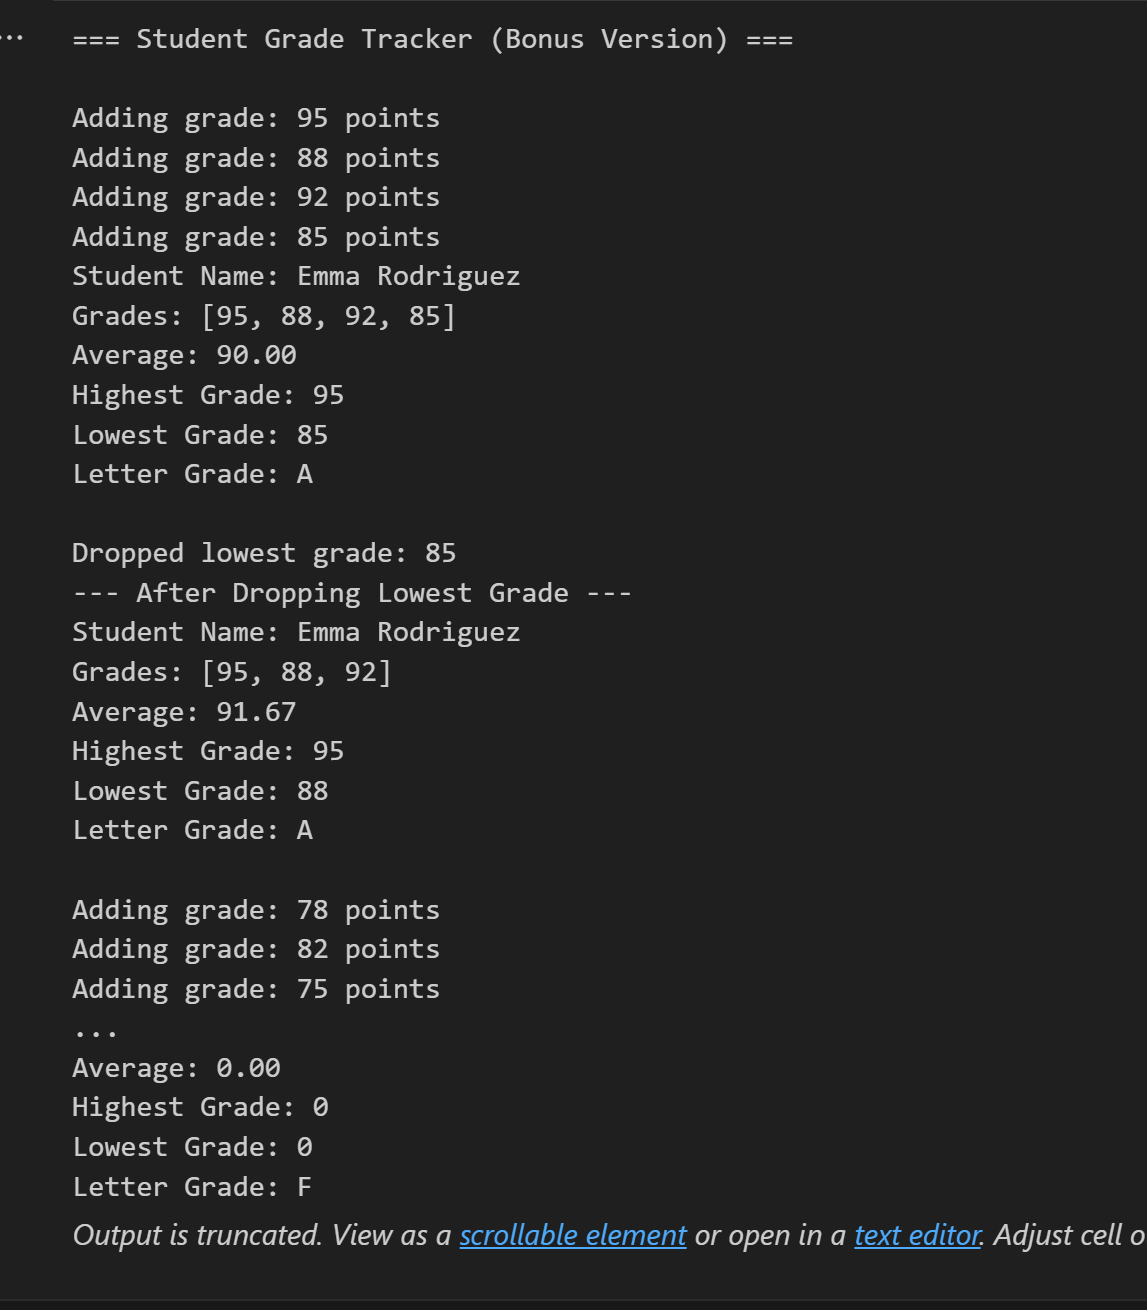 ...
=== Student Grade Tracker (Bonus Version) ===
Adding grade: 95 points
Adding grade: 88 points
Adding grade: 92 points
Adding grade: 85 points
Student Name: Emma Rodriguez
Grades: [95, 88, 92, 85]
Average: 90.00
Highest Grade: 95
Lowest Grade: 85
Letter Grade: A
Dropped lowest grade: 85
--- After Dropping Lowest Grade ---
Student Name: Emma Rodriguez
Grades: [95, 88, 92]
Average: 91.67
Highest Grade: 95
Lowest Grade: 88
Letter Grade: A
Adding grade: 78 points
Adding grade: 82 points
Adding grade: 75 points
...
Average: 0.00
Highest Grade: 0
Lowest Grade: 0
Letter Grade: F
Output is truncated. View as a scrollable element or open in a text editor. Adjust cell o